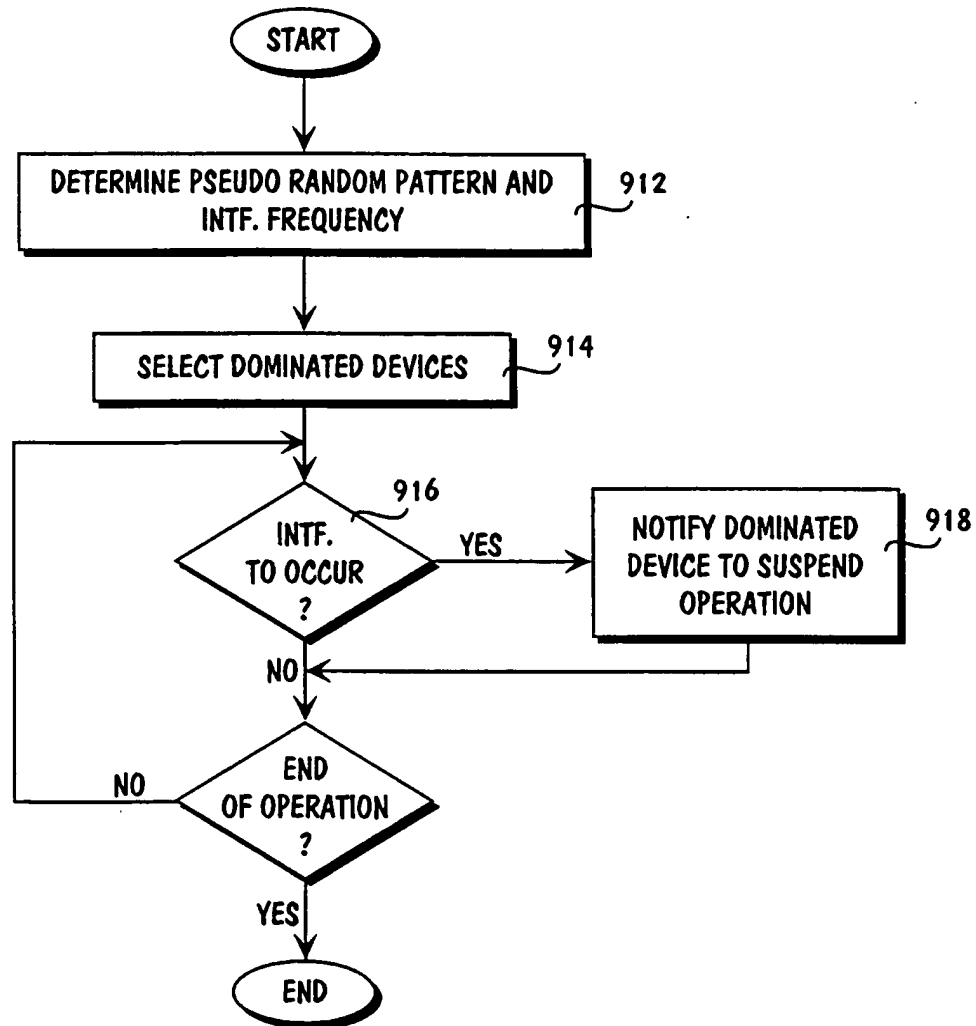 START
DETERMINE PSEUDO RANDOM PATTERN AND
INTF. FREQUENCY
912
SELECT DOMINATED DEVICES
914
INTF.
TO OCCUR
?
916
YES
NOTIFY DOMINATED
DEVICE TO SUSPEND
OPERATION
918
NO
END
OF OPERATION
?
NO
YES
END